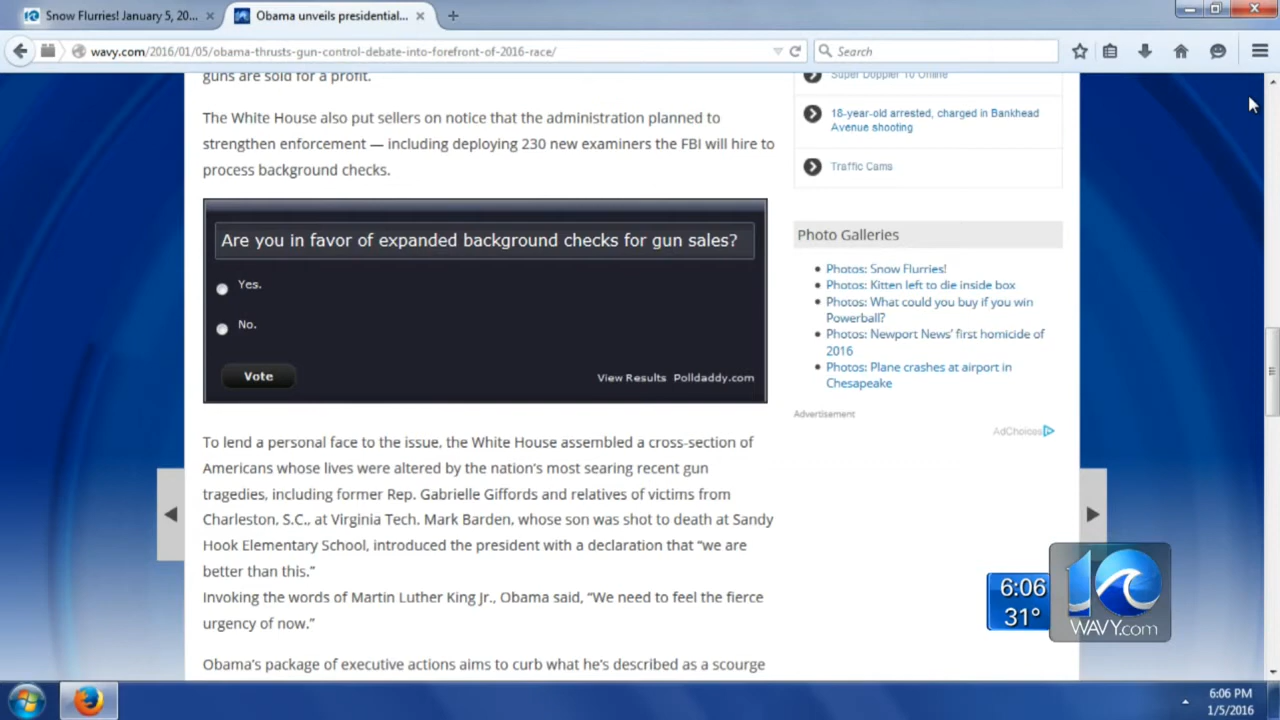 Snow Flurries! January 5, 20...
Obama unveils presidential...
wavy.com/2016/01/05/obama-thrusts-gun-control-debate-into-forefront-of-2016-race/
Search
guns are sold for a profit.
The White House also put sellers on notice that the administration planned to
strengthen enforcement — including deploying 230 new examiners the FBI will hire to
process background checks.
Are you in favor of expanded background checks for gun sales?
Yes.
No.
Vote
View Results Polldaddy.com
To lend a personal face to the issue, the White House assembled a cross-section of
Americans whose lives were altered by the nation's most searing recent gun
tragedies, including former Rep. Gabrielle Giffords and relatives of victims from
Charleston, S.C., at Virginia Tech. Mark Barden, whose son was shot to death at Sandy
Hook Elementary School, introduced the president with a declaration that “we are
better than this.”
Invoking the words of Martin Luther King Jr., Obama said, “We need to feel the fierce
urgency of now.”
Obama's package of executive actions aims to curb what he's described as a scourge
Super Doppler 10 Online
18-year-old arrested, charged in Bankhead
Avenue shooting
Traffic Cams
Photo Galleries
Photos: Snow Flurries!
Photos: Kitten left to die inside box
Photos: What could you buy if you win
Powerball?
Photos: Newport News' first homicide of
2016
Photos: Plane crashes at airport in
Chesapeake
Advertisement
AdChoices
6:06
31°
10
WAVY.com
6:06 PM
1/5/2016